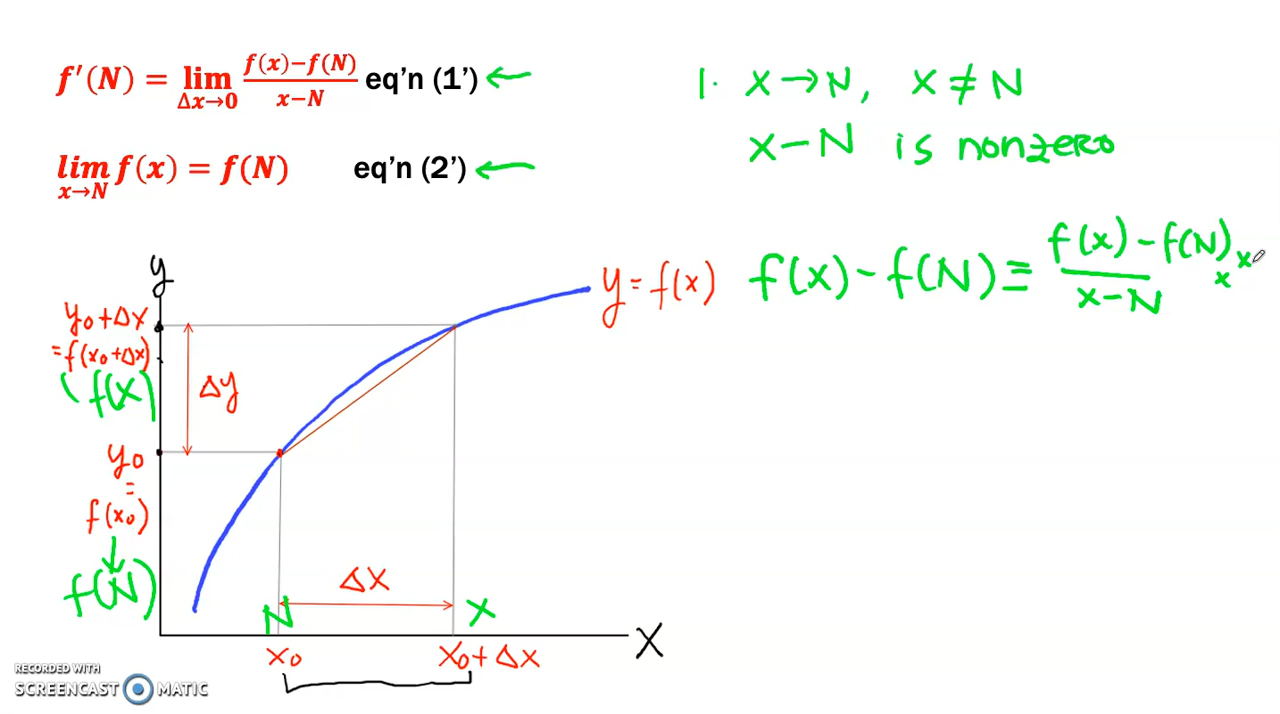 f′(N) = lim Δx→0 f(x)−f(N) / x−N eq'n (1') ←
lim x→N f(x) = f(N) eq'n (2') ←
1. x → N, x ≠ N
x − N is nonzero
f(x) − f(N) ≡ f(x) − f(N) / x − N x x
y
y = f(x)
y₀ + Δx
= f(x₀ + Δx)
( f(x)
Δy
y₀
=
f(x₀)
↓
f(N)
Δx
N x
x₀ x₀ + Δx
X
RECORDED WITH
SCREENCAST MATIC